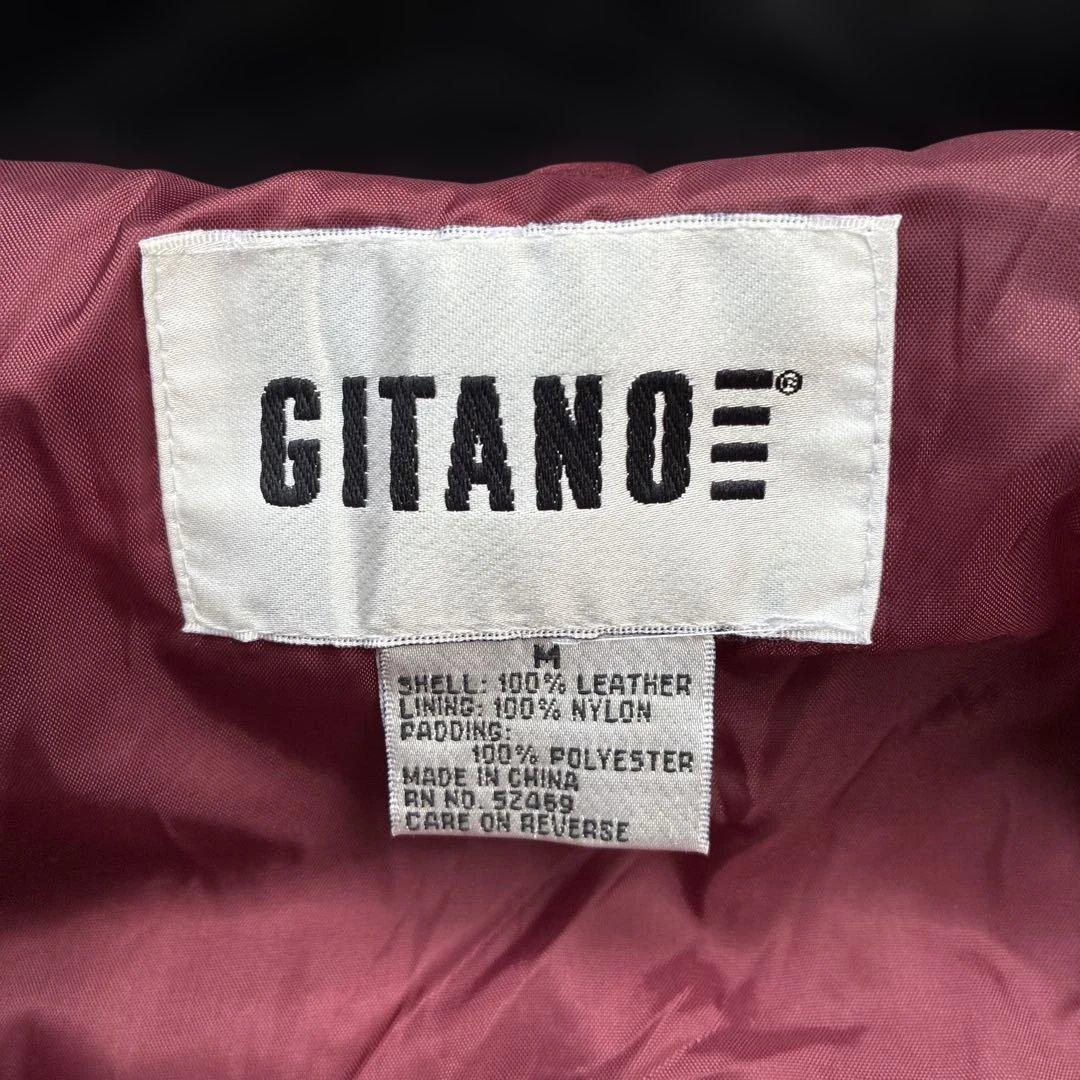 GITANO ®
M
SHELL: 100% LEATHER
LINING: 100% NYLON
PADDING:
100% POLYESTER
MADE IN CHINA
RN NO. 52469
CARE ON REVERSE